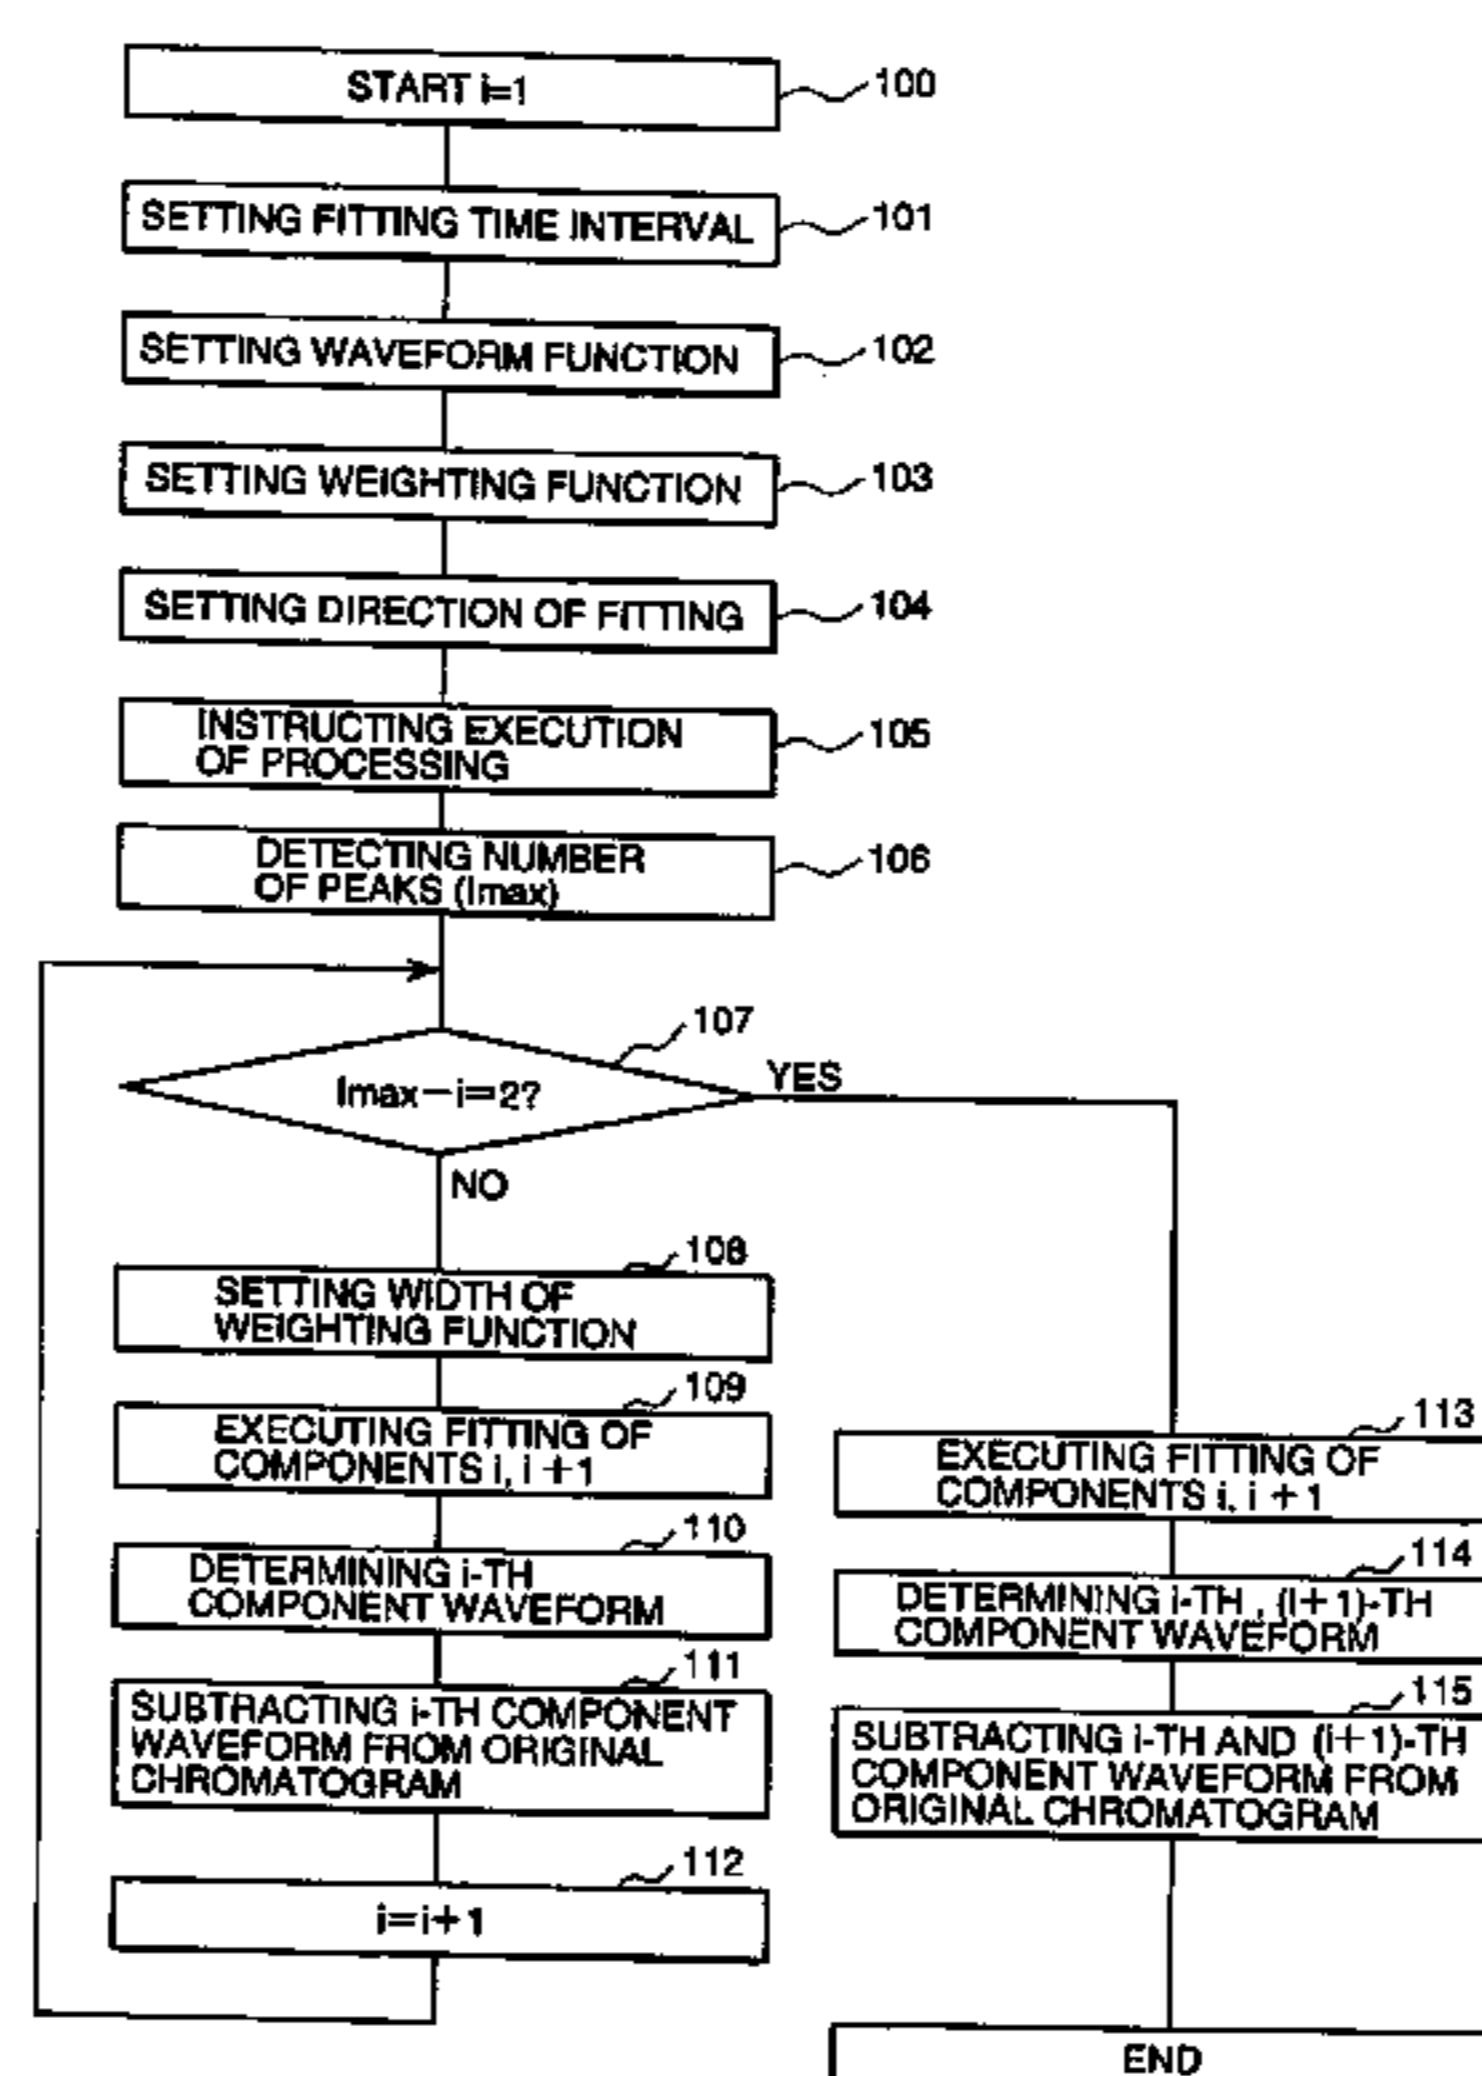 START i=1
100
SETTING FITTING TIME INTERVAL
101
SETTING WAVEFORM FUNCTION
102
SETTING WEIGHTING FUNCTION
103
SETTING DIRECTION OF FITTING
104
INSTRUCTING EXECUTION
OF PROCESSING
105
DETECTING NUMBER
OF PEAKS (Imax)
106
107
Imax－i=2?
YES
NO
108
SETTING WIDTH OF
WEIGHTING FUNCTION
109
EXECUTING FITTING OF
COMPONENTS i, i +1
110
DETERMINING i-TH
COMPONENT WAVEFORM
111
SUBTRACTING i-TH COMPONENT
WAVEFORM FROM ORIGINAL
CHROMATOGRAM
112
i=i+1
113
EXECUTING FITTING OF
COMPONENTS i, i +1
114
DETERMINING i-TH , (i+1)-TH
COMPONENT WAVEFORM
115
SUBTRACTING i-TH AND (i+1)-TH
COMPONENT WAVEFORM FROM
ORIGINAL CHROMATOGRAM
END